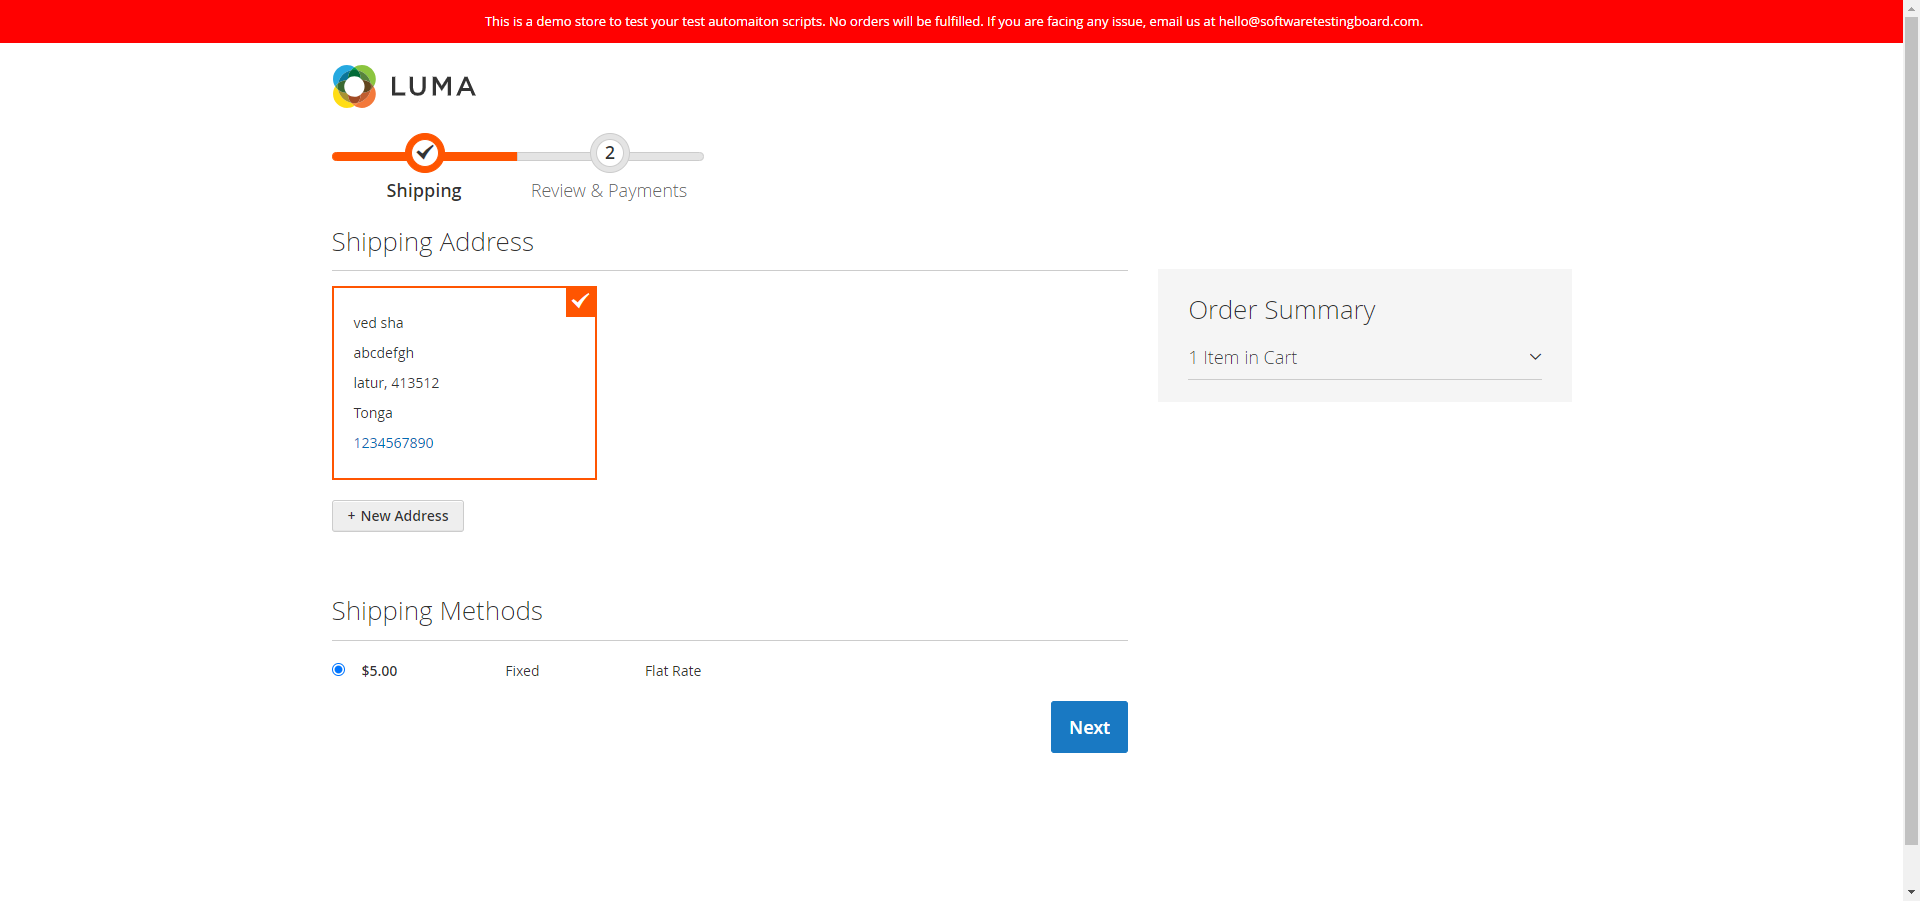 This is a demo store to test your test automaiton scripts. No orders will be fulfilled. If you are facing any issue, email us at hello@softwaretestingboard.com.
LUMA
2
Shipping
Review & Payments
Shipping Address
ved sha
abcdefgh
latur, 413512
Tonga
1234567890
+ New Address
Order Summary
1 Item in Cart
Shipping Methods
$5.00 Fixed Flat Rate
Next